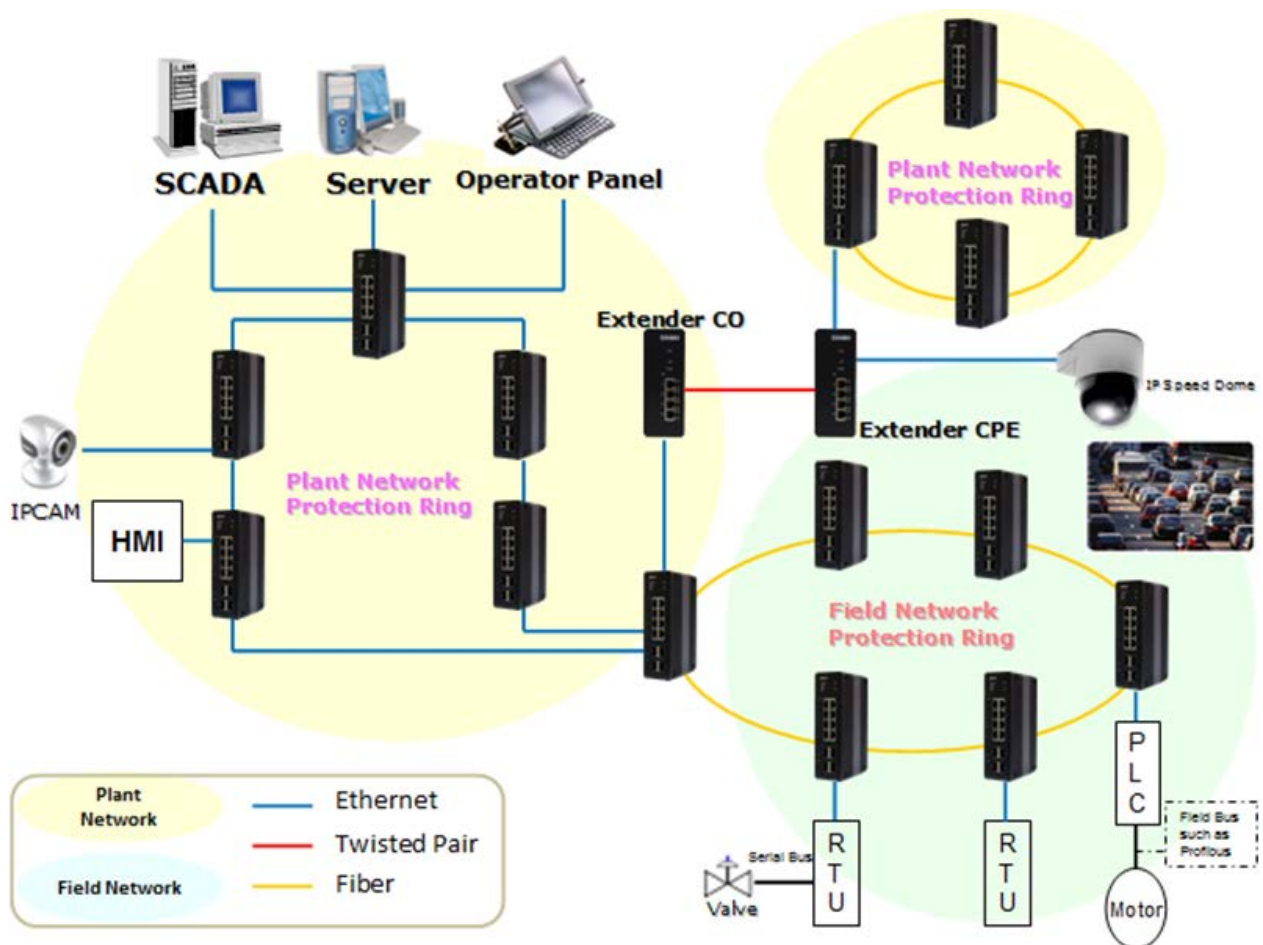 SCADA
Server
Operator Panel
Plant Network
Protection Ring
Extender CO
IP Speed Dome
Extender CPE
IPCAM
HMI
Plant Network
Protection Ring
Field Network
Protection Ring
Plant
Network
Field Network
Ethernet
Twisted Pair
Fiber
Serial Bus
Valve
R
T
U
R
T
U
P
L
C
Field Bus
such as
Profibus
Motor